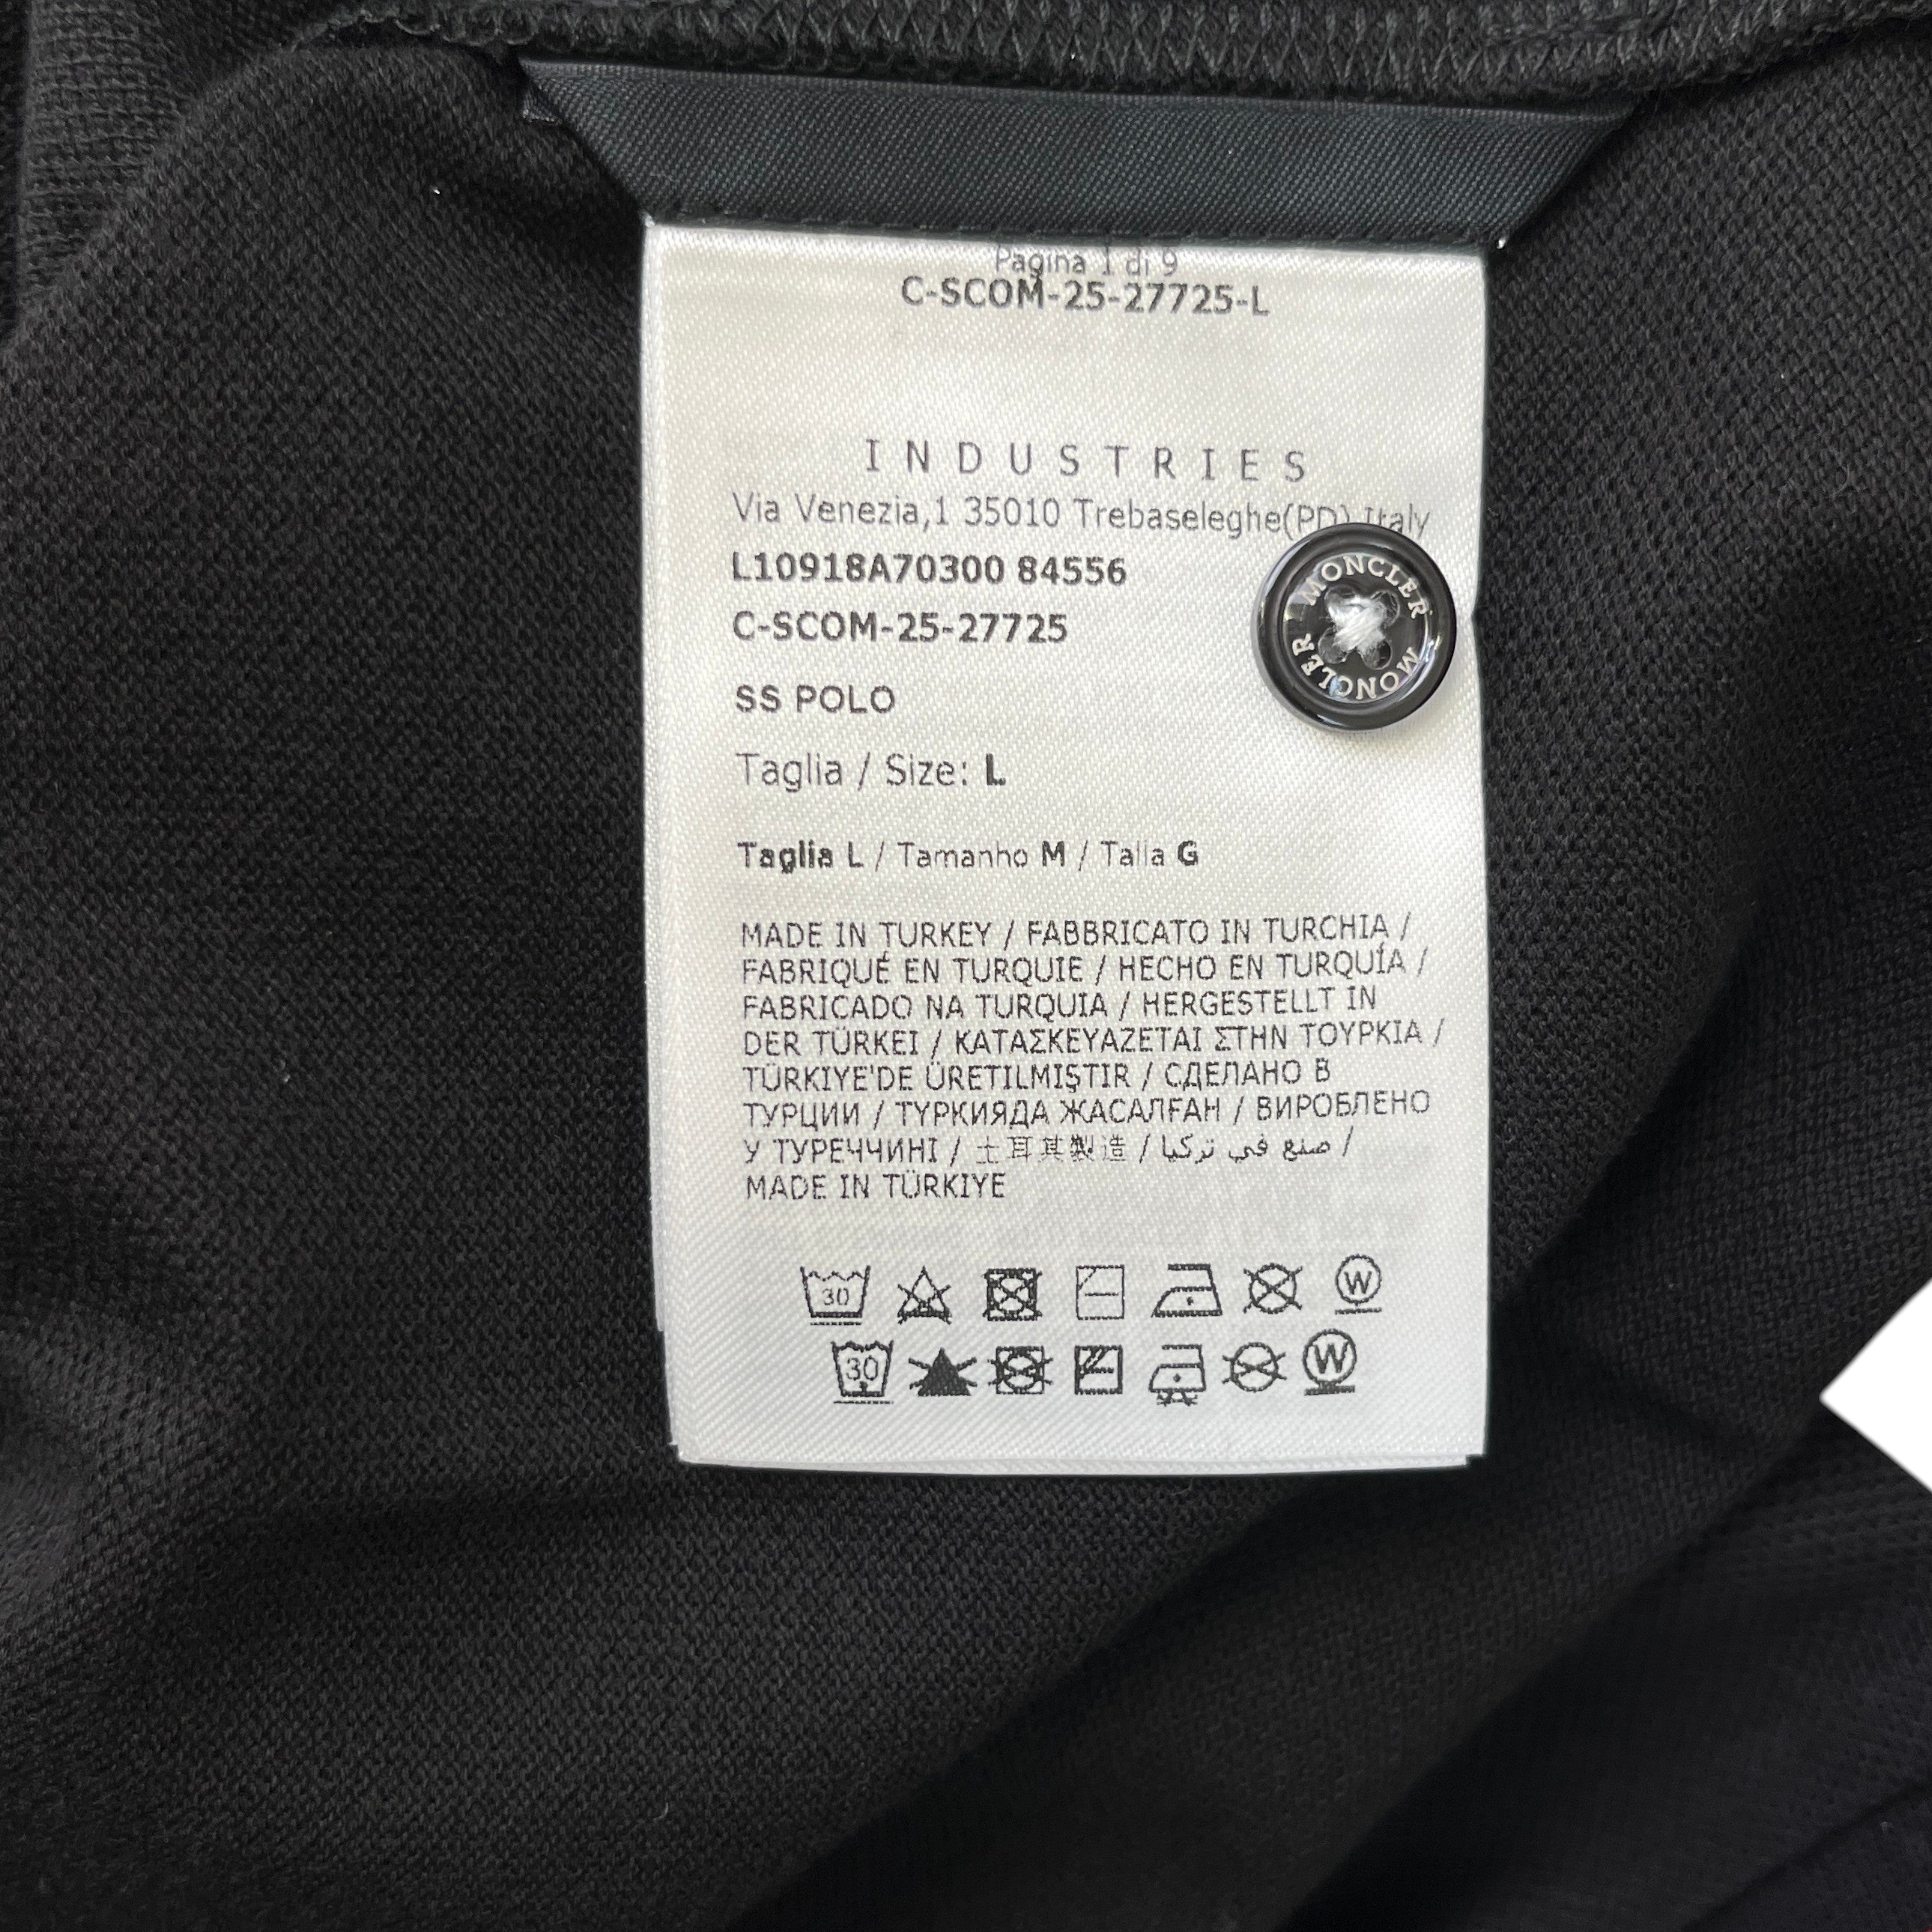 Pagina 1 di 9
C-SCOM-25-27725-L
INDUSTRIES
Via Venezia,1 35010 Trebaseleghe(PD) Italy
L10918A70300 84556
C-SCOM-25-27725
MONCLER MONCLER
SS POLO
Taglia / Size: L
Taglia L / Tamanho M / Talla G
MADE IN TURKEY / FABBRICATO IN TURCHIA /
FABRIQUÉ EN TURQUIE / HECHO EN TURQUÍA /
FABRICADO NA TURQUIA / HERGESTELLT IN
DER TÜRKEI / ΚΑΤΑΣΚΕΥΑΖΕΤΑΙ ΣΤΗΝ ΤΟΥΡΚΙΑ /
TÜRKIYE'DE ÜRETILMIŞTIR / СДЕЛАНО В
ТУРЦИИ / ТҮРКИЯДА ЖАСАЛҒАН / ВИРОБЛЕНО
У ТУРЕЧЧИНІ / 土耳其製造 / صنع في تركيا /
MADE IN TÜRKIYE
30 W
30 W